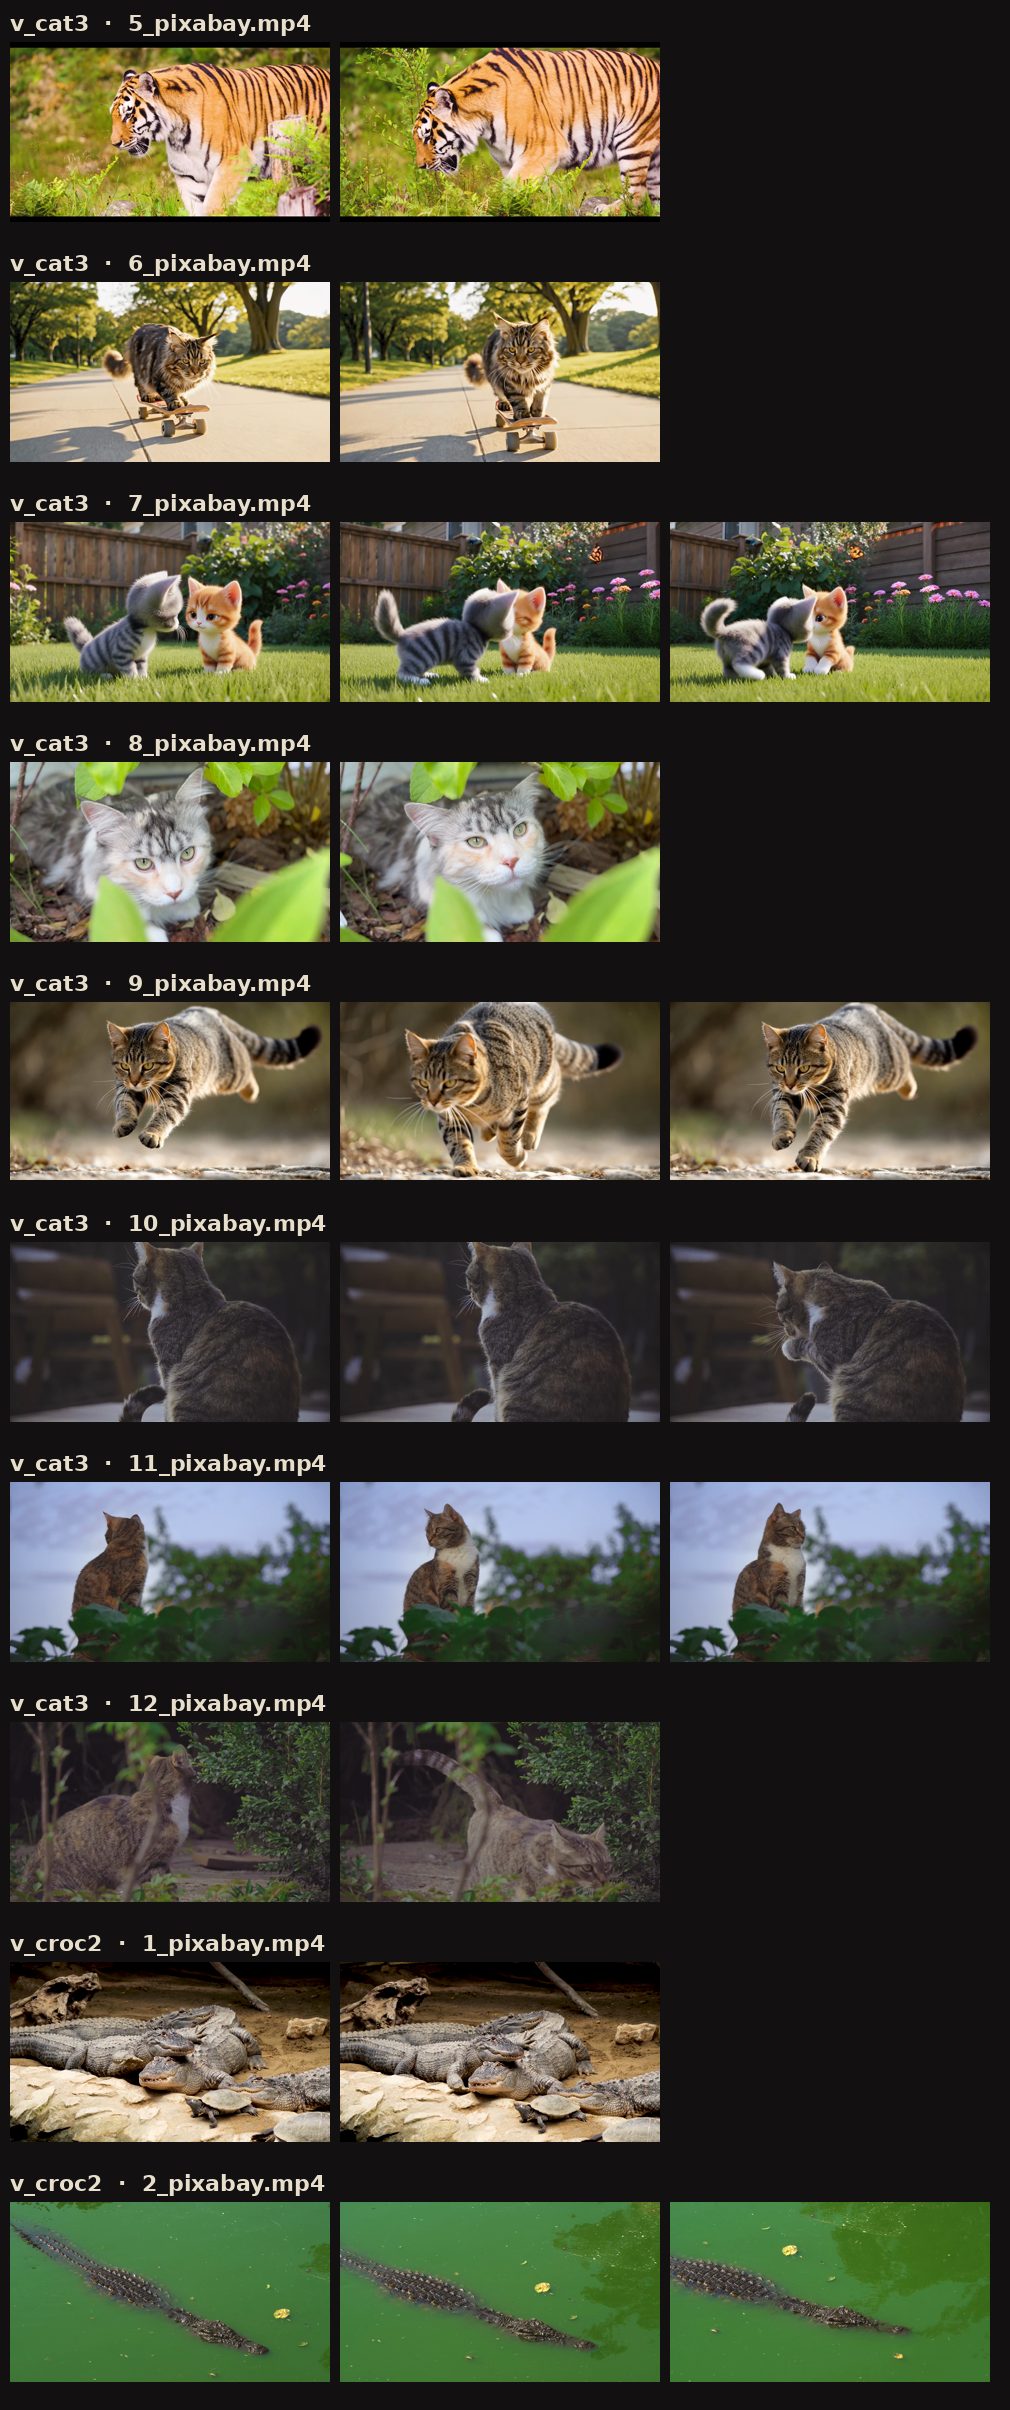 v_cat3 · 5_pixabay.mp4
v_cat3 · 6_pixabay.mp4
v_cat3 · 7_pixabay.mp4
v_cat3 · 8_pixabay.mp4
v_cat3 · 9_pixabay.mp4
v_cat3 · 10_pixabay.mp4
v_cat3 · 11_pixabay.mp4
v_cat3 · 12_pixabay.mp4
v_croc2 · 1_pixabay.mp4
v_croc2 · 2_pixabay.mp4